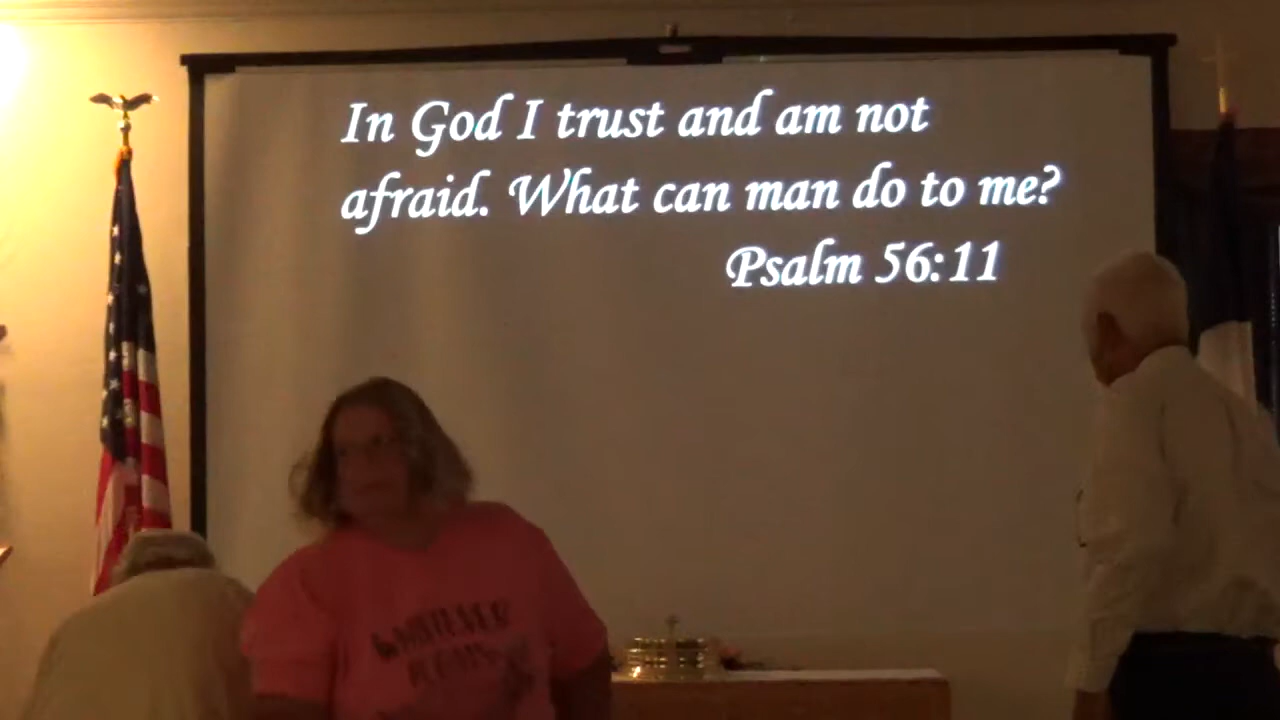 In God I trust and am not
afraid. What can man do to me?
Psalm 56:11